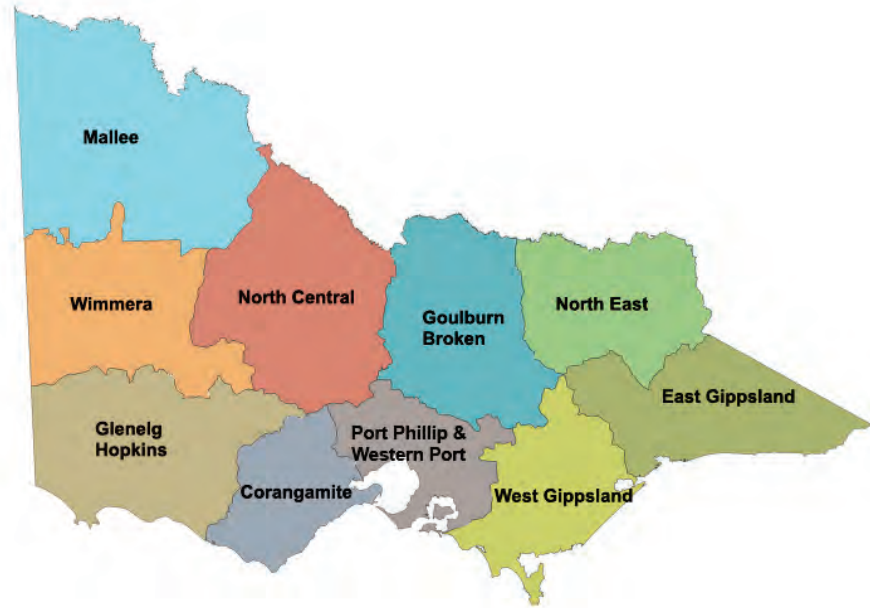 Mallee
Wimmera
North Central
Goulburn
Broken
North East
East Gippsland
Glenelg
Hopkins
Port Phillip &
Western Port
Corangamite
West Gippsland